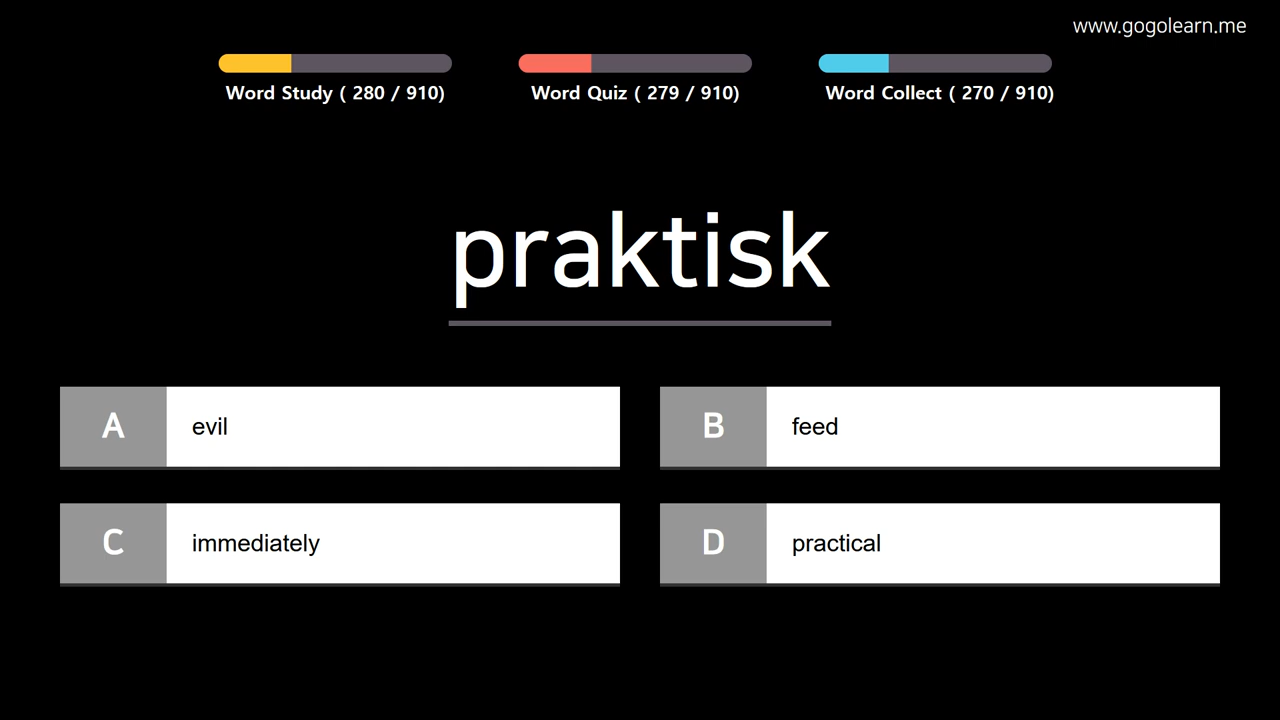 www.gogolearn.me
Word Study ( 280 / 910)
Word Quiz ( 279 / 910)
Word Collect ( 270 / 910)
praktisk
A evil
B feed
C immediately
D practical